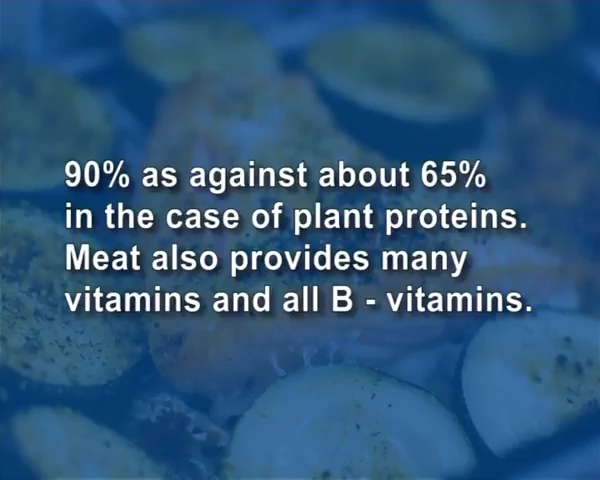 90% as against about 65%
in the case of plant proteins.
Meat also provides many
vitamins and all B - vitamins.